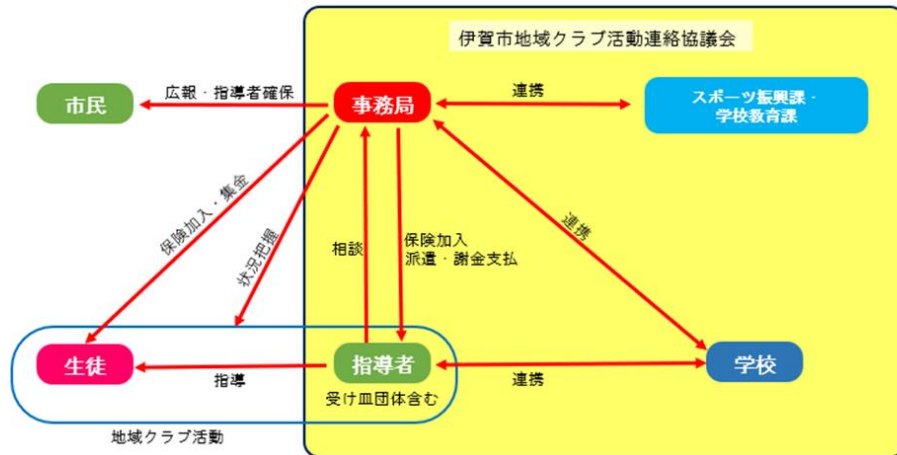 伊賀市地域クラブ活動連絡協議会
市民
広報・指導者確保
事務局
連携
スポーツ振興課・
学校教育課
保険加入・集金
状況把握
相談
保険加入
派遣・謝金支払
連携
生徒
指導
指導者
受け皿団体含む
連携
学校
地域クラブ活動